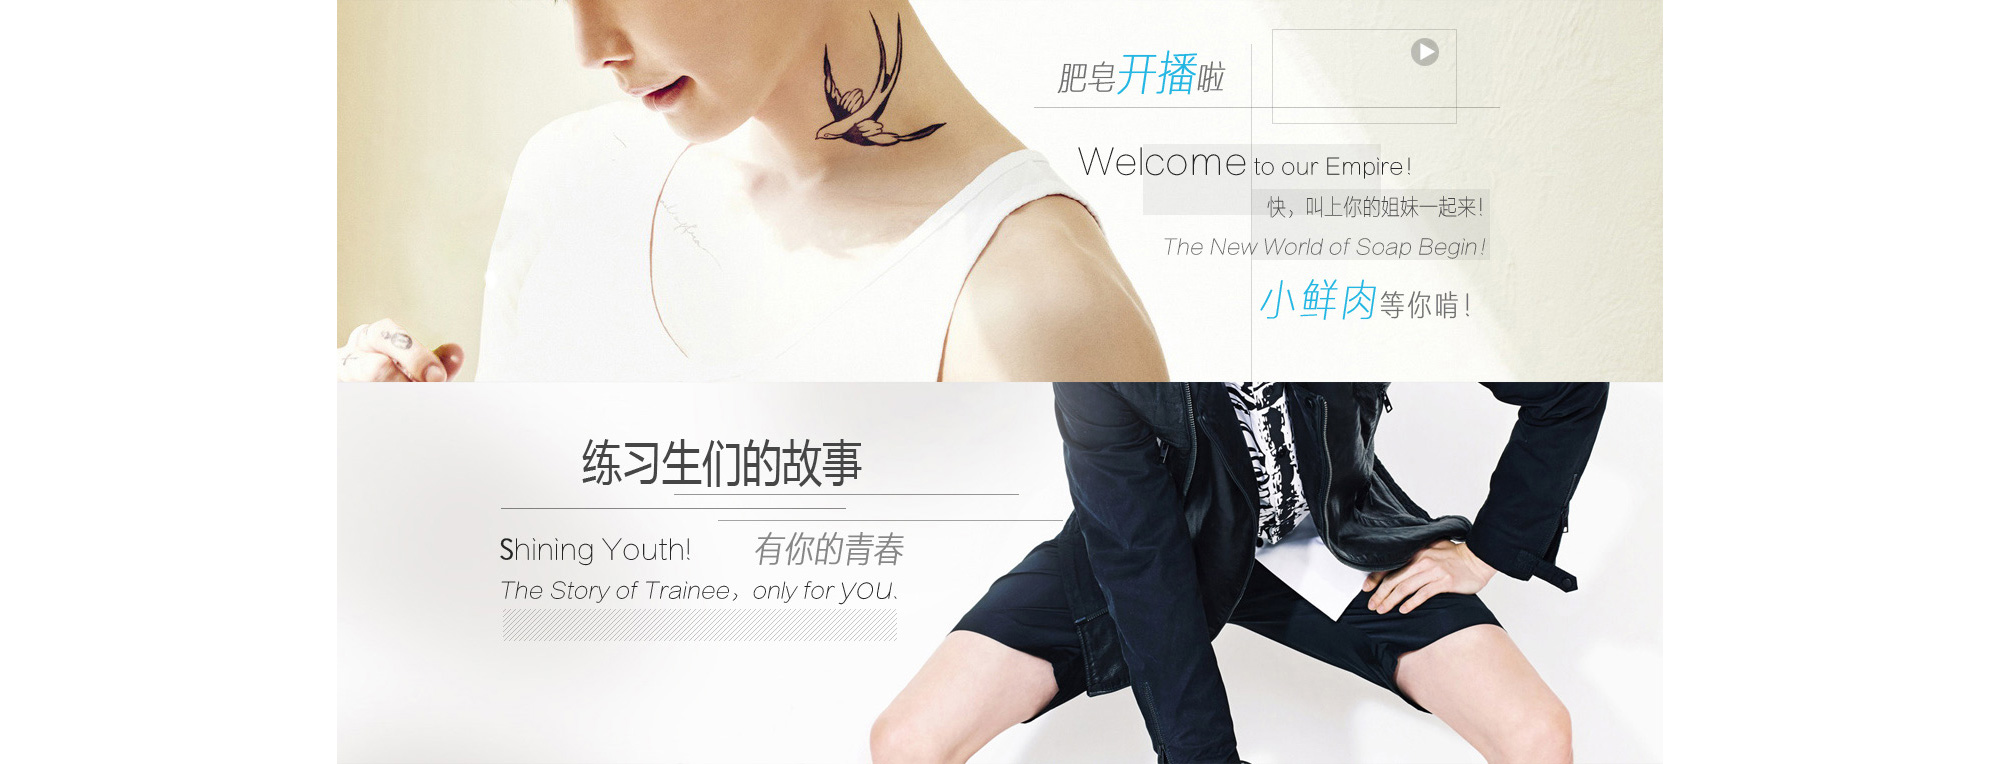 肥皂开播啦
Welcome to our Empire!
快，叫上你的姐妹一起来!
The New World of Soap Begin!
小鲜肉等你啃!
练习生们的故事
Shining Youth!
有你的青春
The Story of Trainee，only for YOU、